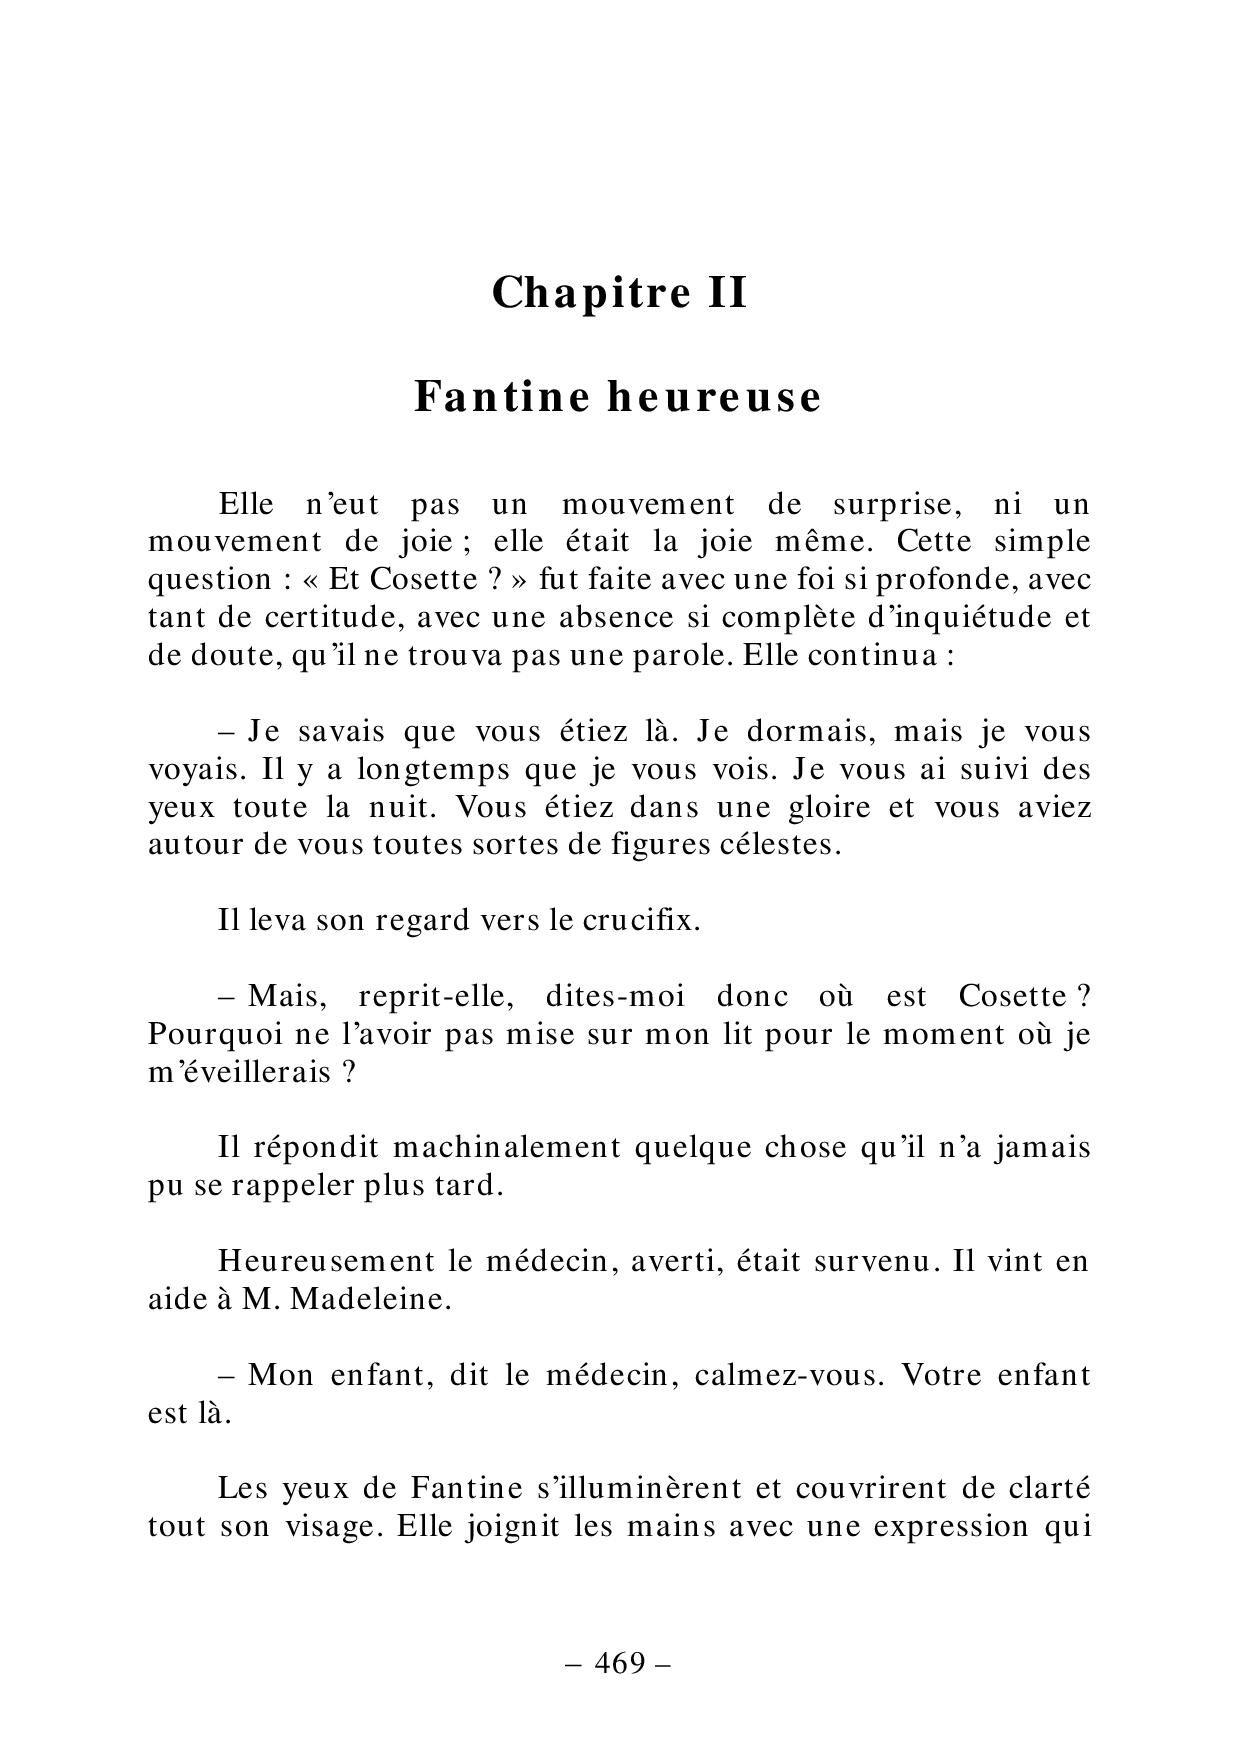 Chapitre II
Fantine heureuse
Elle n’eut pas un mouvement de surprise, ni un
mouvement de joie ; elle était la joie même. Cette simple
question : « Et Cosette ? » fut faite avec une foi si profonde, avec
tant de certitude, avec une absence si complète d’inquiétude et
de doute, qu’il ne trouva pas une parole. Elle continua :
– Je savais que vous étiez là. Je dormais, mais je vous
voyais. Il y a longtemps que je vous vois. Je vous ai suivi des
yeux toute la nuit. Vous étiez dans une gloire et vous aviez
autour de vous toutes sortes de figures célestes.
Il leva son regard vers le crucifix.
– Mais, reprit-elle, dites-moi donc où est Cosette ?
Pourquoi ne l’avoir pas mise sur mon lit pour le moment où je
m’éveillerais ?
Il répondit machinalement quelque chose qu’il n’a jamais
pu se rappeler plus tard.
Heureusement le médecin, averti, était survenu. Il vint en
aide à M. Madeleine.
– Mon enfant, dit le médecin, calmez-vous. Votre enfant
est là.
Les yeux de Fantine s’illuminèrent et couvrirent de clarté
tout son visage. Elle joignit les mains avec une expression qui
– 469 –